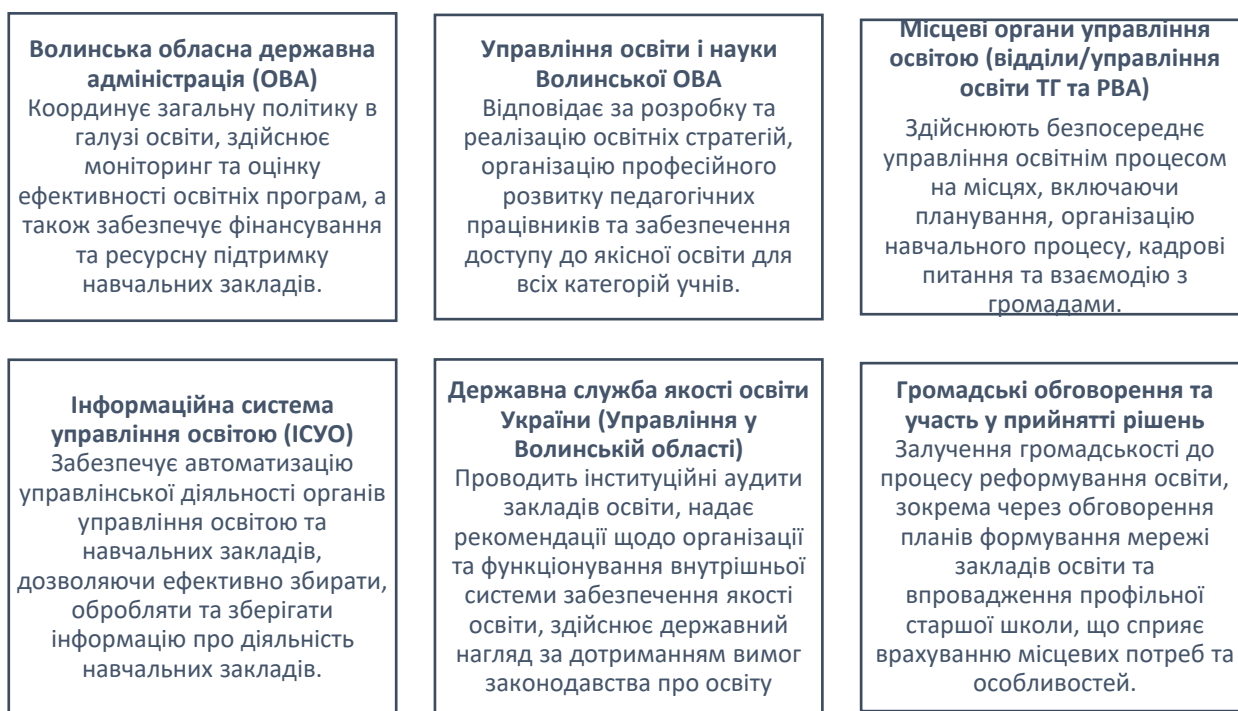 Волинська обласна державна
адміністрація (ОВА)
Координує загальну політику в
галузі освіти, здійснює
моніторинг та оцінку
ефективності освітніх програм, а
також забезпечує фінансування
та ресурсну підтримку
навчальних закладів.
Управління освіти і науки
Волинської ОВА
Відповідає за розробку та
реалізацію освітніх стратегій,
організацію професійного
розвитку педагогічних
працівників та забезпечення
доступу до якісної освіти для
всіх категорій учнів.
Місцеві органи управління
освітою (відділи/управління
освіти ТГ та РВА)
Здійснюють безпосереднє
управління освітнім процесом
на місцях, включаючи
планування, організацію
навчального процесу, кадрові
питання та взаємодію з
громадами.
Інформаційна система
управління освітою (ІСУО)
Забезпечує автоматизацію
управлінської діяльності органів
управління освітою та
навчальних закладів,
дозволяючи ефективно збирати,
обробляти та зберігати
інформацію про діяльність
навчальних закладів.
Державна служба якості освіти
України (Управління у
Волинській області)
Проводить інституційні аудити
закладів освіти, надає
рекомендації щодо організації
та функціонування внутрішньої
системи забезпечення якості
освіти, здійснює державний
нагляд за дотриманням вимог
законодавства про освіту
Громадські обговорення та
участь у прийнятті рішень
Залучення громадськості до
процесу реформування освіти,
зокрема через обговорення
планів формування мережі
закладів освіти та
впровадження профільної
старшої школи, що сприяє
врахуванню місцевих потреб та
особливостей.